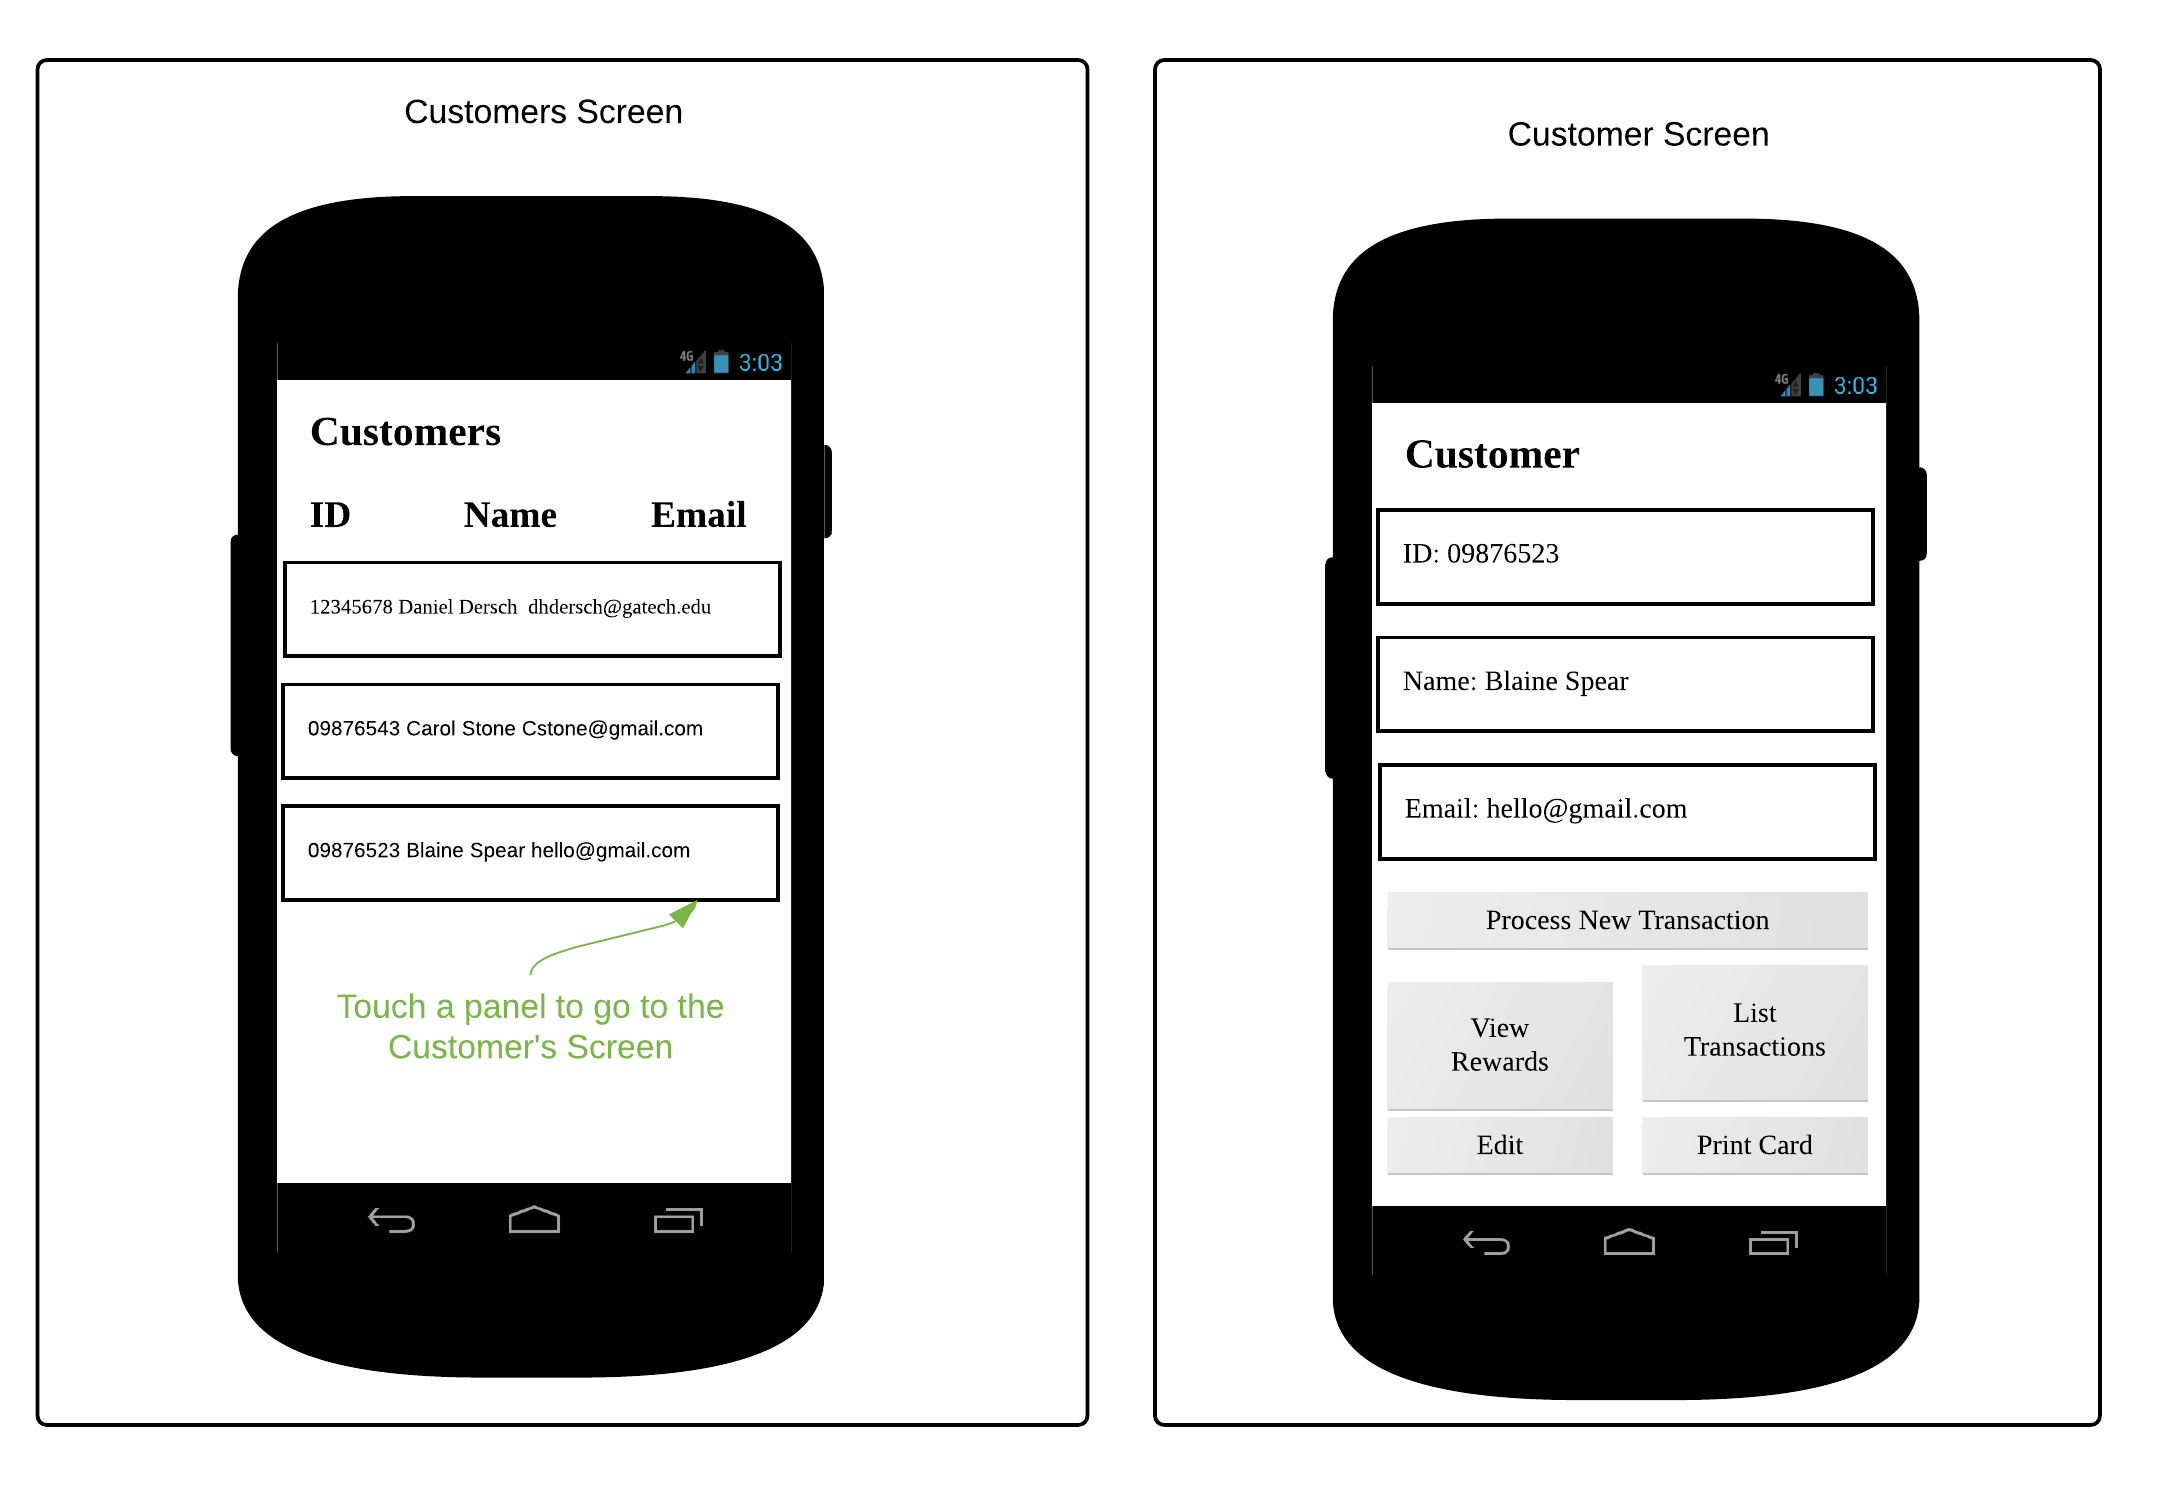 Customers Screen
4G 3:03
Customers
ID Name Email
12345678 Daniel Dersch  dhdersch@gatech.edu
09876543 Carol Stone Cstone@gmail.com
09876523 Blaine Spear hello@gmail.com
Touch a panel to go to the
Customer's Screen
Customer Screen
4G 3:03
Customer
ID: 09876523
Name: Blaine Spear
Email: hello@gmail.com
Process New Transaction
View
Rewards
List
Transactions
Edit
Print Card